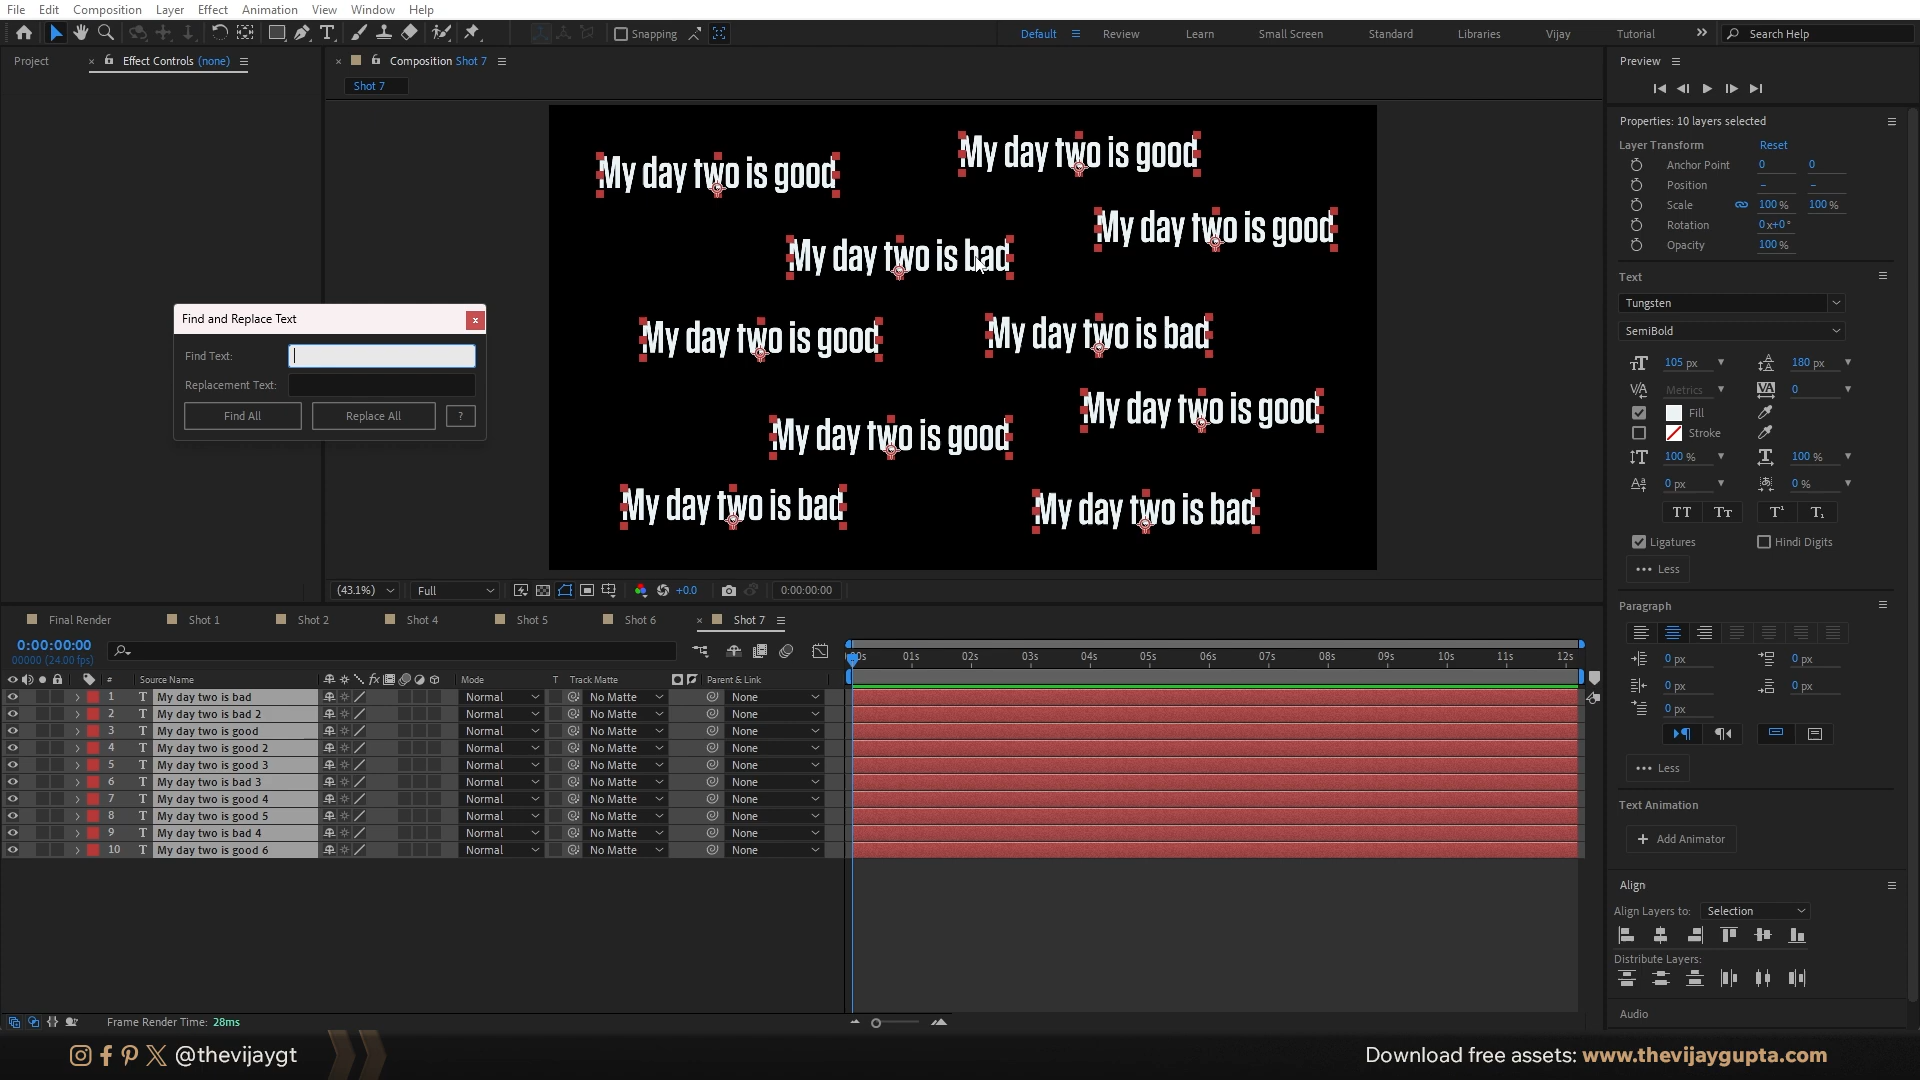 File Edit Composition Layer Effect Animation View Window Help
Snapping
Default Review Learn Small Screen Standard Libraries Vijay Tutorial Search Help
Project Effect Controls (none)
Composition Shot 7
Shot 7
My day two is good
My day two is good
My day two is good
My day two is bad
My day two is good
My day two is bad
My day two is good
My day two is good
My day two is bad
My day two is bad
Find and Replace Text
Find Text:
Replacement Text:
Find All Replace All ?
(43.1%) Full +0.0 0:00:00:00
Preview
Properties: 10 layers selected
Layer Transform Reset
Anchor Point 0 0
Position – –
Scale 100 % 100 %
Rotation 0x+0°
Opacity 100 %
Text
Tungsten
SemiBold
105 px 180 px
Metrics 0
Fill
Stroke
100 % 100 %
0 px 0 %
Ligatures Hindi Digits
Less
Paragraph
0 px 0 px
0 px 0 px
0 px
Less
Text Animation
Add Animator
Align
Align Layers to: Selection
Distribute Layers:
Audio
Final Render Shot 1 Shot 2 Shot 4 Shot 5 Shot 6 Shot 7
0:00:00:00
00000 (24.00 fps)
01s 02s 03s 04s 05s 06s 07s 08s 09s 10s 11s 12s
# Source Name Mode T Track Matte Parent & Link
1 T My day two is bad Normal No Matte None
2 T My day two is bad 2 Normal No Matte None
3 T My day two is good Normal No Matte None
4 T My day two is good 2 Normal No Matte None
5 T My day two is good 3 Normal No Matte None
6 T My day two is bad 3 Normal No Matte None
7 T My day two is good 4 Normal No Matte None
8 T My day two is good 5 Normal No Matte None
9 T My day two is bad 4 Normal No Matte None
10 T My day two is good 6 Normal No Matte None
Frame Render Time: 28ms
@thevijaygt
Download free assets: www.thevijaygupta.com